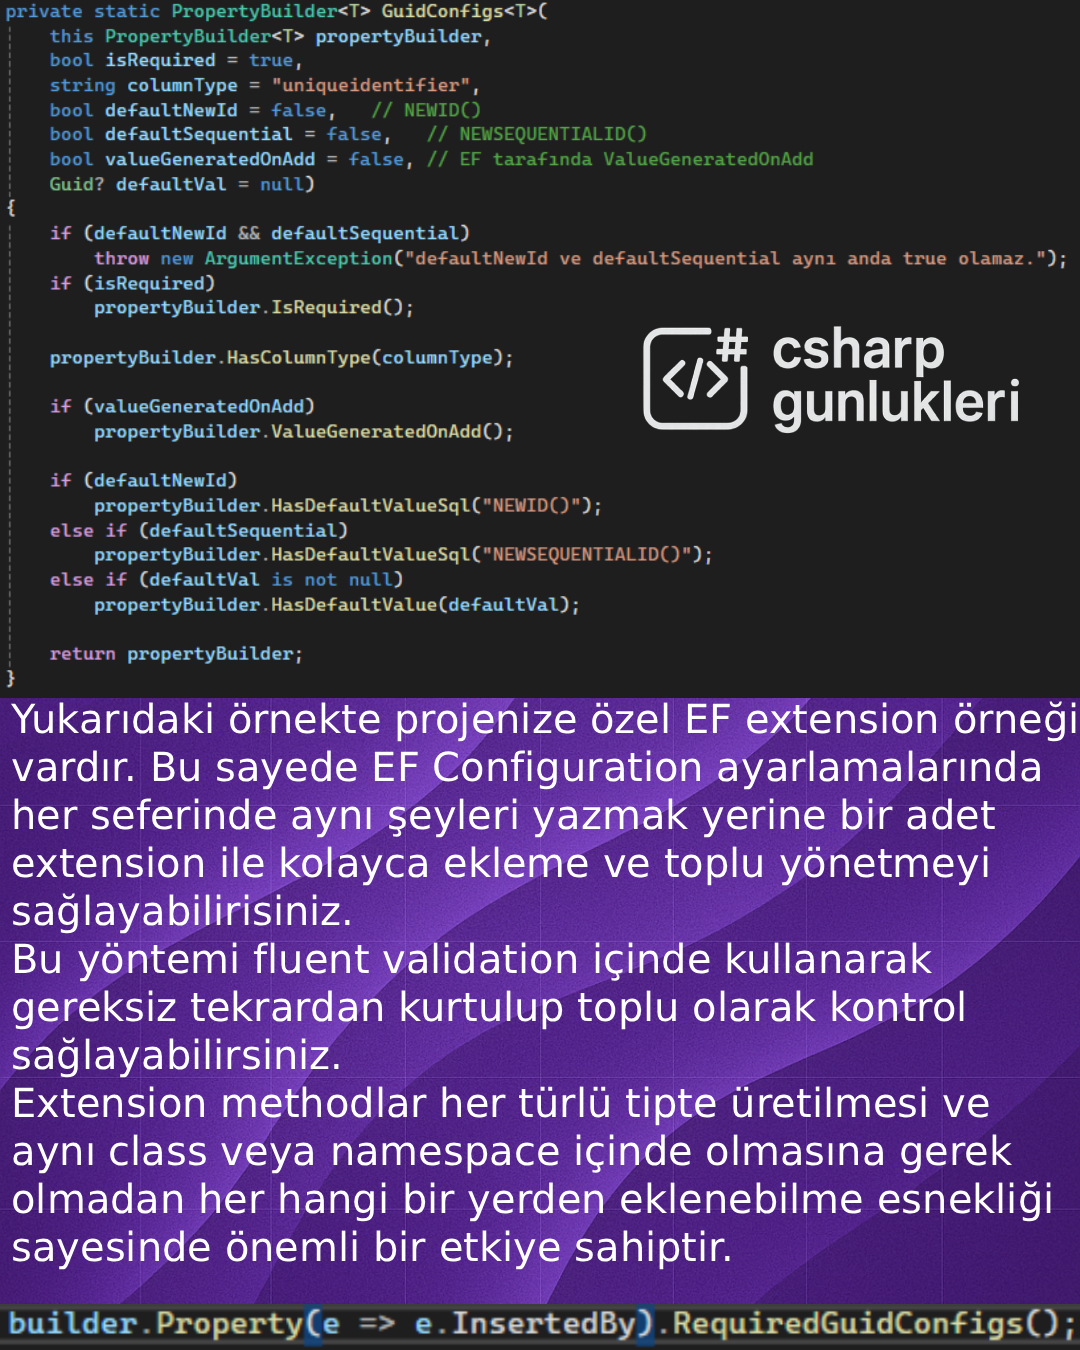 private static PropertyBuilder<T> GuidConfigs<T>(
this PropertyBuilder<T> propertyBuilder,
bool isRequired = true,
string columnType = "uniqueidentifier",
bool defaultNewId = false,   // NEWID()
bool defaultSequential = false,   // NEWSEQUENTIALID()
bool valueGeneratedOnAdd = false, // EF tarafında ValueGeneratedOnAdd
Guid? defaultVal = null)
{
if (defaultNewId && defaultSequential)
throw new ArgumentException("defaultNewId ve defaultSequential aynı anda true olamaz.");
if (isRequired)
propertyBuilder.IsRequired();
propertyBuilder.HasColumnType(columnType);
if (valueGeneratedOnAdd)
propertyBuilder.ValueGeneratedOnAdd();
if (defaultNewId)
propertyBuilder.HasDefaultValueSql("NEWID()");
else if (defaultSequential)
propertyBuilder.HasDefaultValueSql("NEWSEQUENTIALID()");
else if (defaultVal is not null)
propertyBuilder.HasDefaultValue(defaultVal);
return propertyBuilder;
}
</># csharp
gunlukleri
Yukarıdaki örnekte projenize özel EF extension örneği
vardır. Bu sayede EF Configuration ayarlamalarında
her seferinde aynı şeyleri yazmak yerine bir adet
extension ile kolayca ekleme ve toplu yönetmeyi
sağlayabilirisiniz.
Bu yöntemi fluent validation içinde kullanarak
gereksiz tekrardan kurtulup toplu olarak kontrol
sağlayabilirsiniz.
Extension methodlar her türlü tipte üretilmesi ve
aynı class veya namespace içinde olmasına gerek
olmadan her hangi bir yerden eklenebilme esnekliği
sayesinde önemli bir etkiye sahiptir.
builder.Property(e => e.InsertedBy).RequiredGuidConfigs();